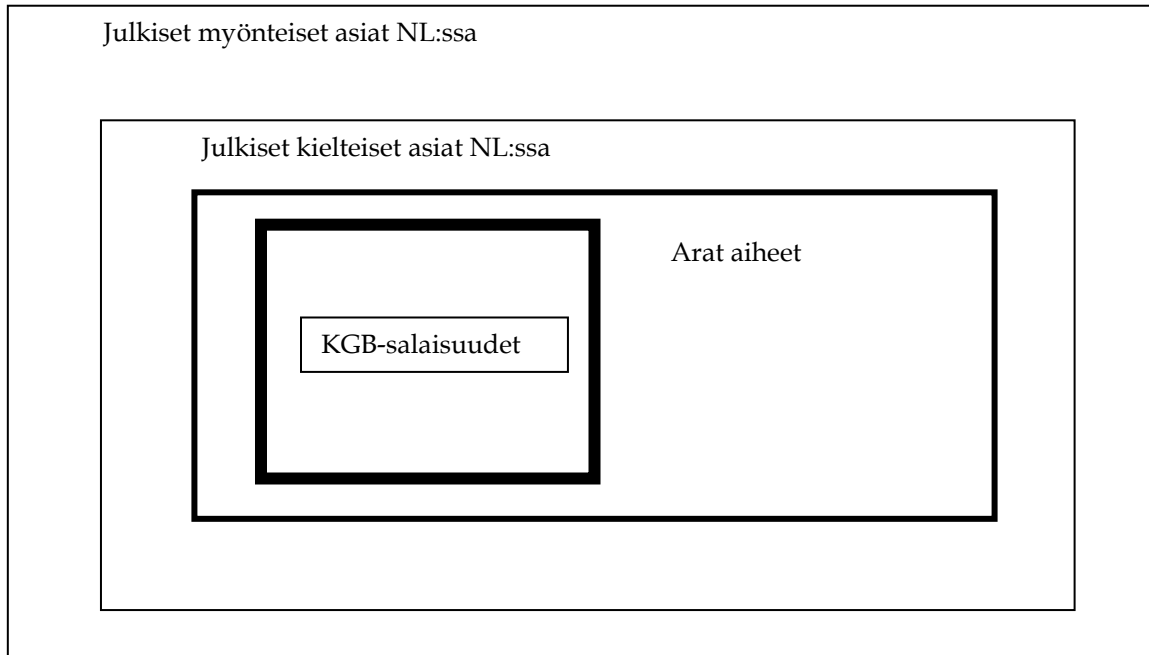 Julkiset myönteiset asiat NL:ssa
Julkiset kielteiset asiat NL:ssa
Arat aiheet
KGB-salaisuudet